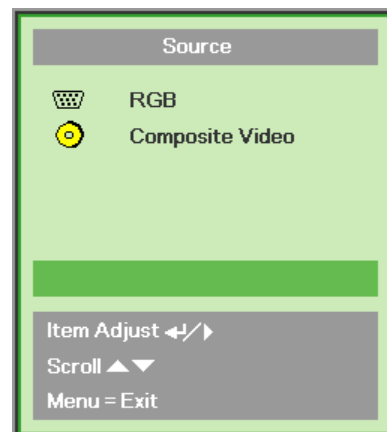 Source
RGB
Composite Video
Item Adjust ↵/▶
Scroll ▲▼
Menu = Exit